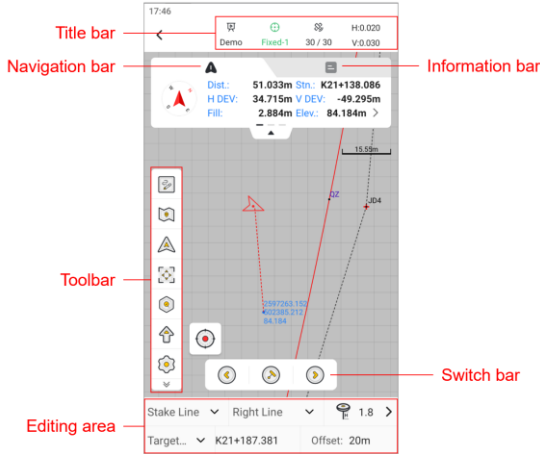 17:46
Title bar
Demo
Fixed-1
30 / 30
H:0.020
V:0.030
Navigation bar
Information bar
Dist.: 51.033m Stn.: K21+138.086
H DEV: 34.715m V DEV: -49.295m
Fill: 2.884m Elev.: 84.184m
15.55m
QZ
JD4
Toolbar
2597263.152
602385.212
84.184
Switch bar
Editing area
Stake Line Right Line 1.8
Target... K21+187.381 Offset: 20m